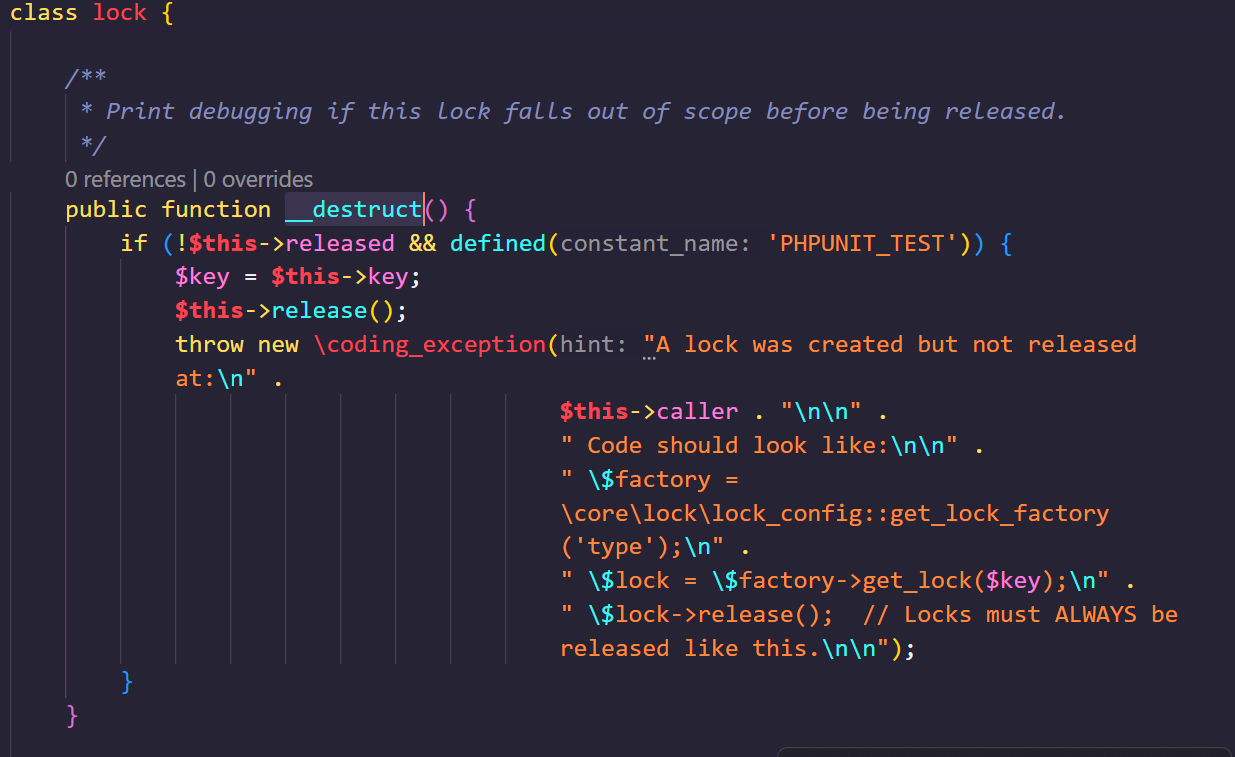 class lock {
/**
* Print debugging if this lock falls out of scope before being released.
*/
0 references | 0 overrides
public function __destruct() {
if (!$this->released && defined(constant_name: 'PHPUNIT_TEST')) {
$key = $this->key;
$this->release();
throw new \coding_exception(hint: "A lock was created but not released
at:\n" .
$this->caller . "\n\n" .
" Code should look like:\n\n" .
" \$factory =
\core\lock\lock_config::get_lock_factory
('type');\n" .
" \$lock = \$factory->get_lock($key);\n" .
" \$lock->release();  // Locks must ALWAYS be
released like this.\n\n");
}
}